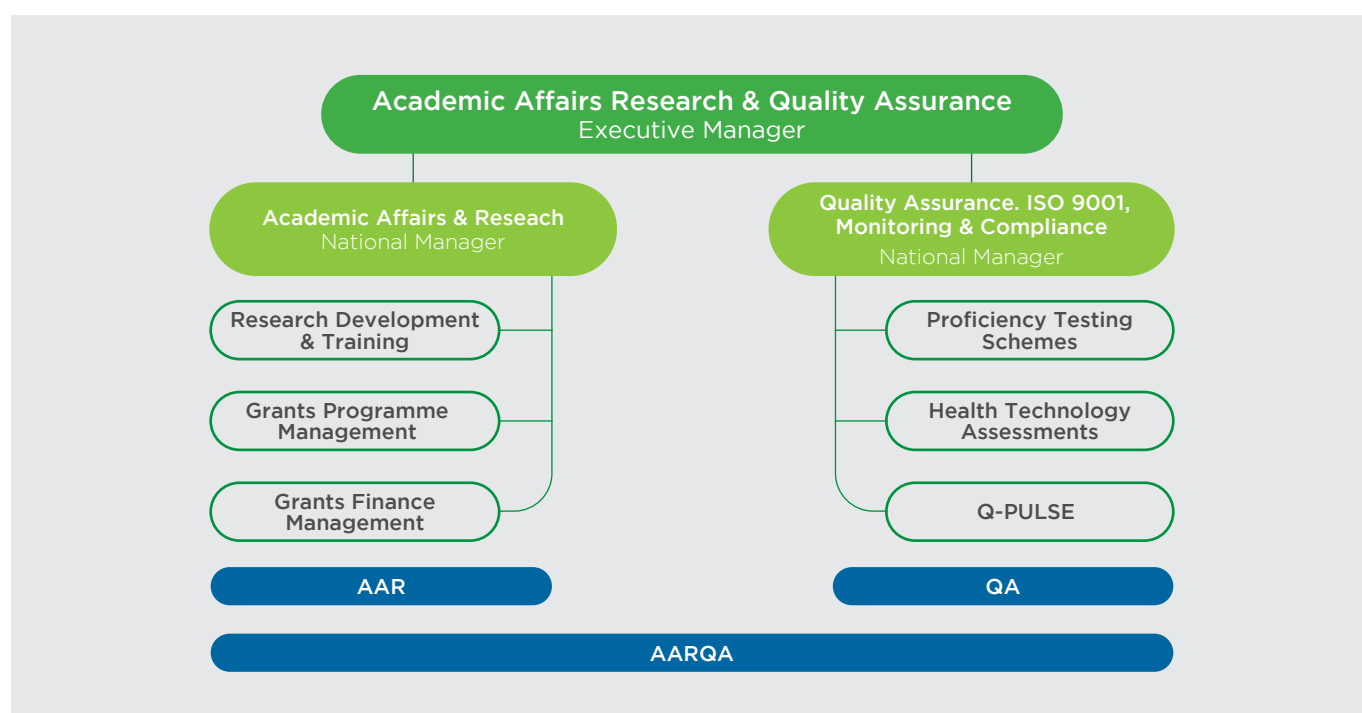 Academic Affairs Research & Quality Assurance
Executive Manager
Academic Affairs & Reseach
National Manager
Quality Assurance. ISO 9001,
Monitoring & Compliance
National Manager
Research Development
& Training
Grants Programme
Management
Grants Finance
Management
Proficiency Testing
Schemes
Health Technology
Assessments
Q-PULSE
AAR
QA
AARQA